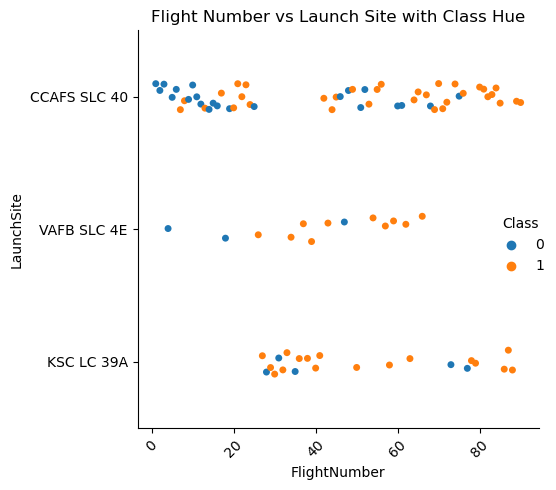 Flight Number vs Launch Site with Class Hue
CCAFS SLC 40
VAFB SLC 4E
KSC LC 39A
LaunchSite
Class
0
1
0
20
40
60
80
FlightNumber